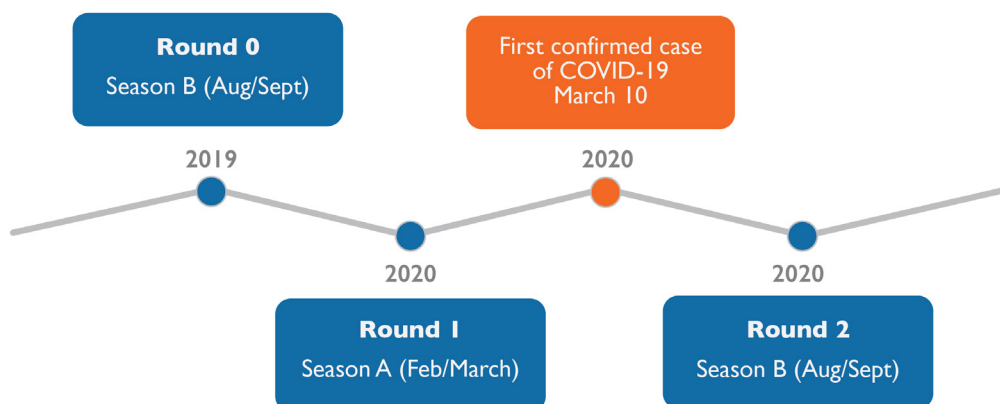 Round 0
Season B (Aug/Sept)
First confirmed case
of COVID-19
March 10
2019
2020
2020
2020
Round 1
Season A (Feb/March)
Round 2
Season B (Aug/Sept)